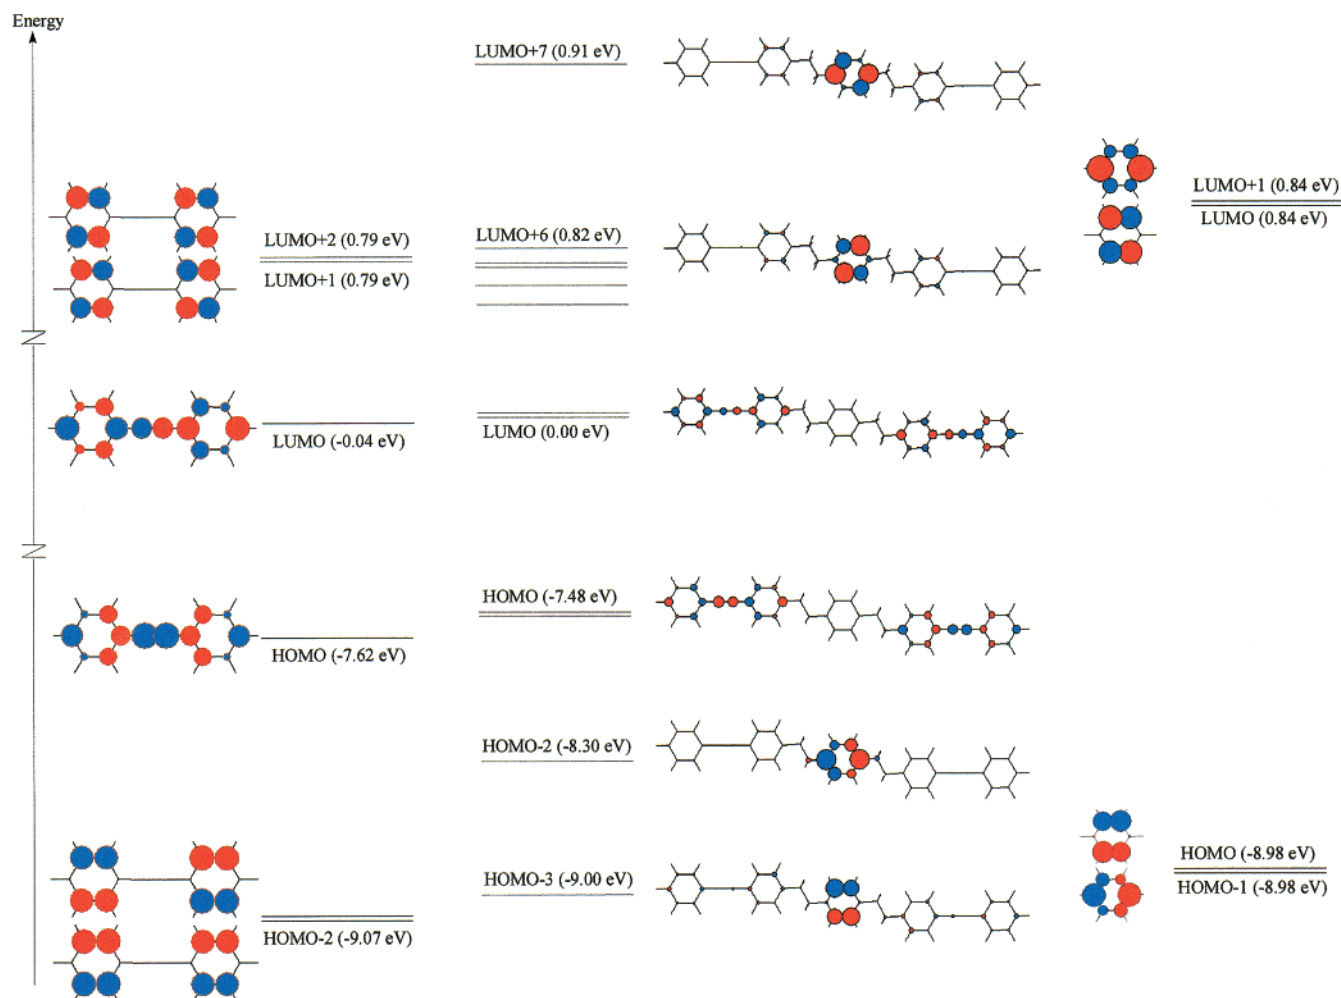 Energy
LUMO+7 (0.91 eV)
LUMO+1 (0.84 eV)
LUMO (0.84 eV)
LUMO+2 (0.79 eV)
LUMO+6 (0.82 eV)
LUMO+1 (0.79 eV)
LUMO (-0.04 eV)
LUMO (0.00 eV)
HOMO (-7.48 eV)
HOMO (-7.62 eV)
HOMO-2 (-8.30 eV)
HOMO (-8.98 eV)
HOMO-3 (-9.00 eV)
HOMO-1 (-8.98 eV)
HOMO-2 (-9.07 eV)